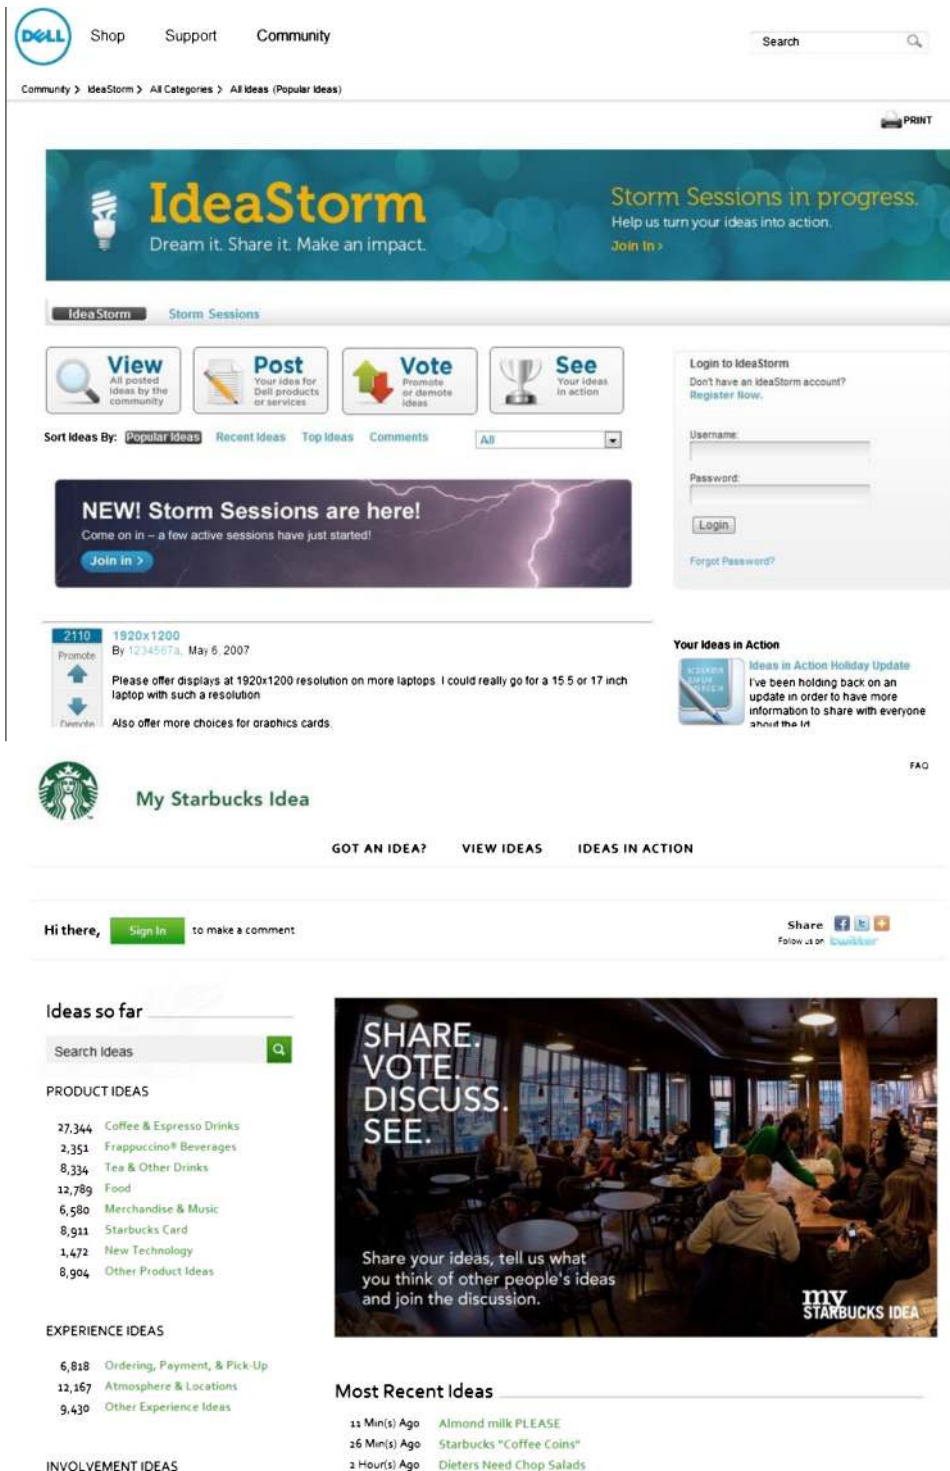 DELL
Shop Support Community
Search
Community > IdeaStorm > All Categories > All Ideas (Popular Ideas)
PRINT
IdeaStorm
Dream it. Share it. Make an impact.
Storm Sessions in progress.
Help us turn your ideas into action.
Join in >
IdeaStorm Storm Sessions
View
All posted
ideas by the
community
Post
Your idea for
Dell products
or services
Vote
Promote
or demote
ideas
See
Your ideas
in action
Sort Ideas By: Popular Ideas Recent Ideas Top Ideas Comments All
Login to IdeaStorm
Don't have an IdeaStorm account?
Register Now.
Username:
Password:
Login
Forgot Password?
NEW! Storm Sessions are here!
Come on in – a few active sessions have just started!
Join in >
2110
Promote
Demote
1920x1200
By 1234567a, May 6, 2007
Please offer displays at 1920x1200 resolution on more laptops. I could really go for a 15.5 or 17 inch
laptop with such a resolution
Also offer more choices for graphics cards.
Your Ideas in Action
Ideas in Action Holiday Update
I've been holding back on an
update in order to have more
information to share with everyone
about the Id
FAQ
My Starbucks Idea
GOT AN IDEA? VIEW IDEAS IDEAS IN ACTION
Hi there, Sign In to make a comment
Share
Follow us on twitter
Ideas so far
Search Ideas
PRODUCT IDEAS
27,344 Coffee & Espresso Drinks
2,351 Frappuccino® Beverages
8,334 Tea & Other Drinks
12,789 Food
6,580 Merchandise & Music
8,911 Starbucks Card
1,472 New Technology
8,904 Other Product Ideas
EXPERIENCE IDEAS
6,818 Ordering, Payment, & Pick-Up
12,167 Atmosphere & Locations
9,430 Other Experience Ideas
INVOLVEMENT IDEAS
SHARE.
VOTE.
DISCUSS.
SEE.
Share your ideas, tell us what
you think of other people's ideas
and join the discussion.
my
STARBUCKS IDEA
Most Recent Ideas
11 Min(s) Ago Almond milk PLEASE
26 Min(s) Ago Starbucks "Coffee Coins"
2 Hour(s) Ago Dieters Need Chop Salads